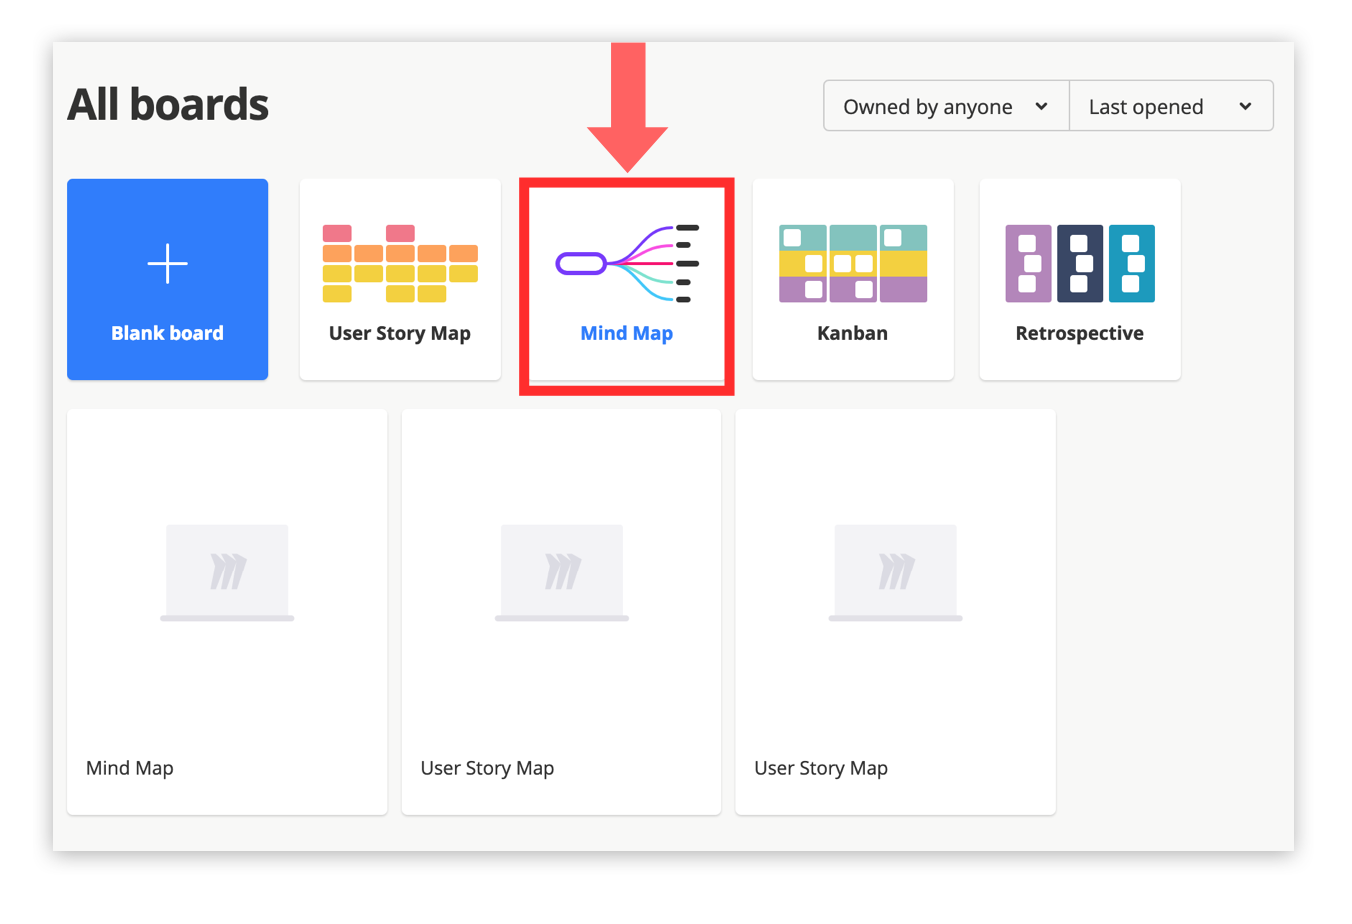 All boards
Owned by anyone
Last opened
Blank board
User Story Map
Mind Map
Kanban
Retrospective
Mind Map
User Story Map
User Story Map